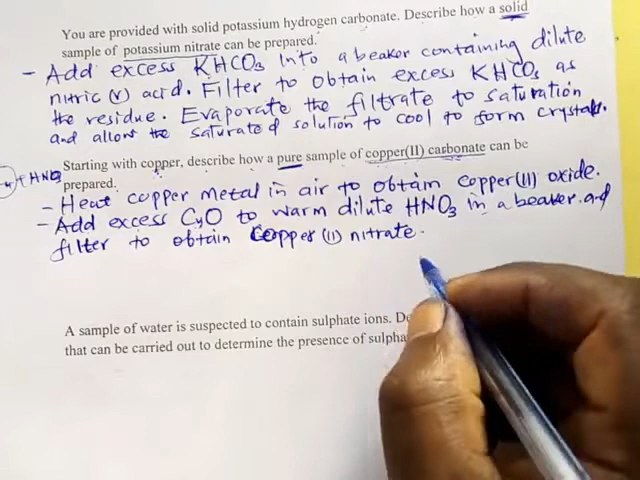 You are provided with solid potassium hydrogen carbonate. Describe how a solid
sample of potassium nitrate can be prepared.
- Add excess KHCO3 into a beaker containing dilute
nitric (v) acid. Filter to obtain excess KHCO3 as
the residue. Evaporate the filtrate to saturation
and allow the saturated solution to cool to form crystals.
Starting with copper, describe how a pure sample of copper(II) carbonate can be
+ HNO3
prepared.
- Heat copper metal in air to obtain copper(II) oxide.
- Add excess CuO to warm dilute HNO3 in a beaker and
filter to obtain copper (II) nitrate.
A sample of water is suspected to contain sulphate ions.
that can be carried out to determine the presence of